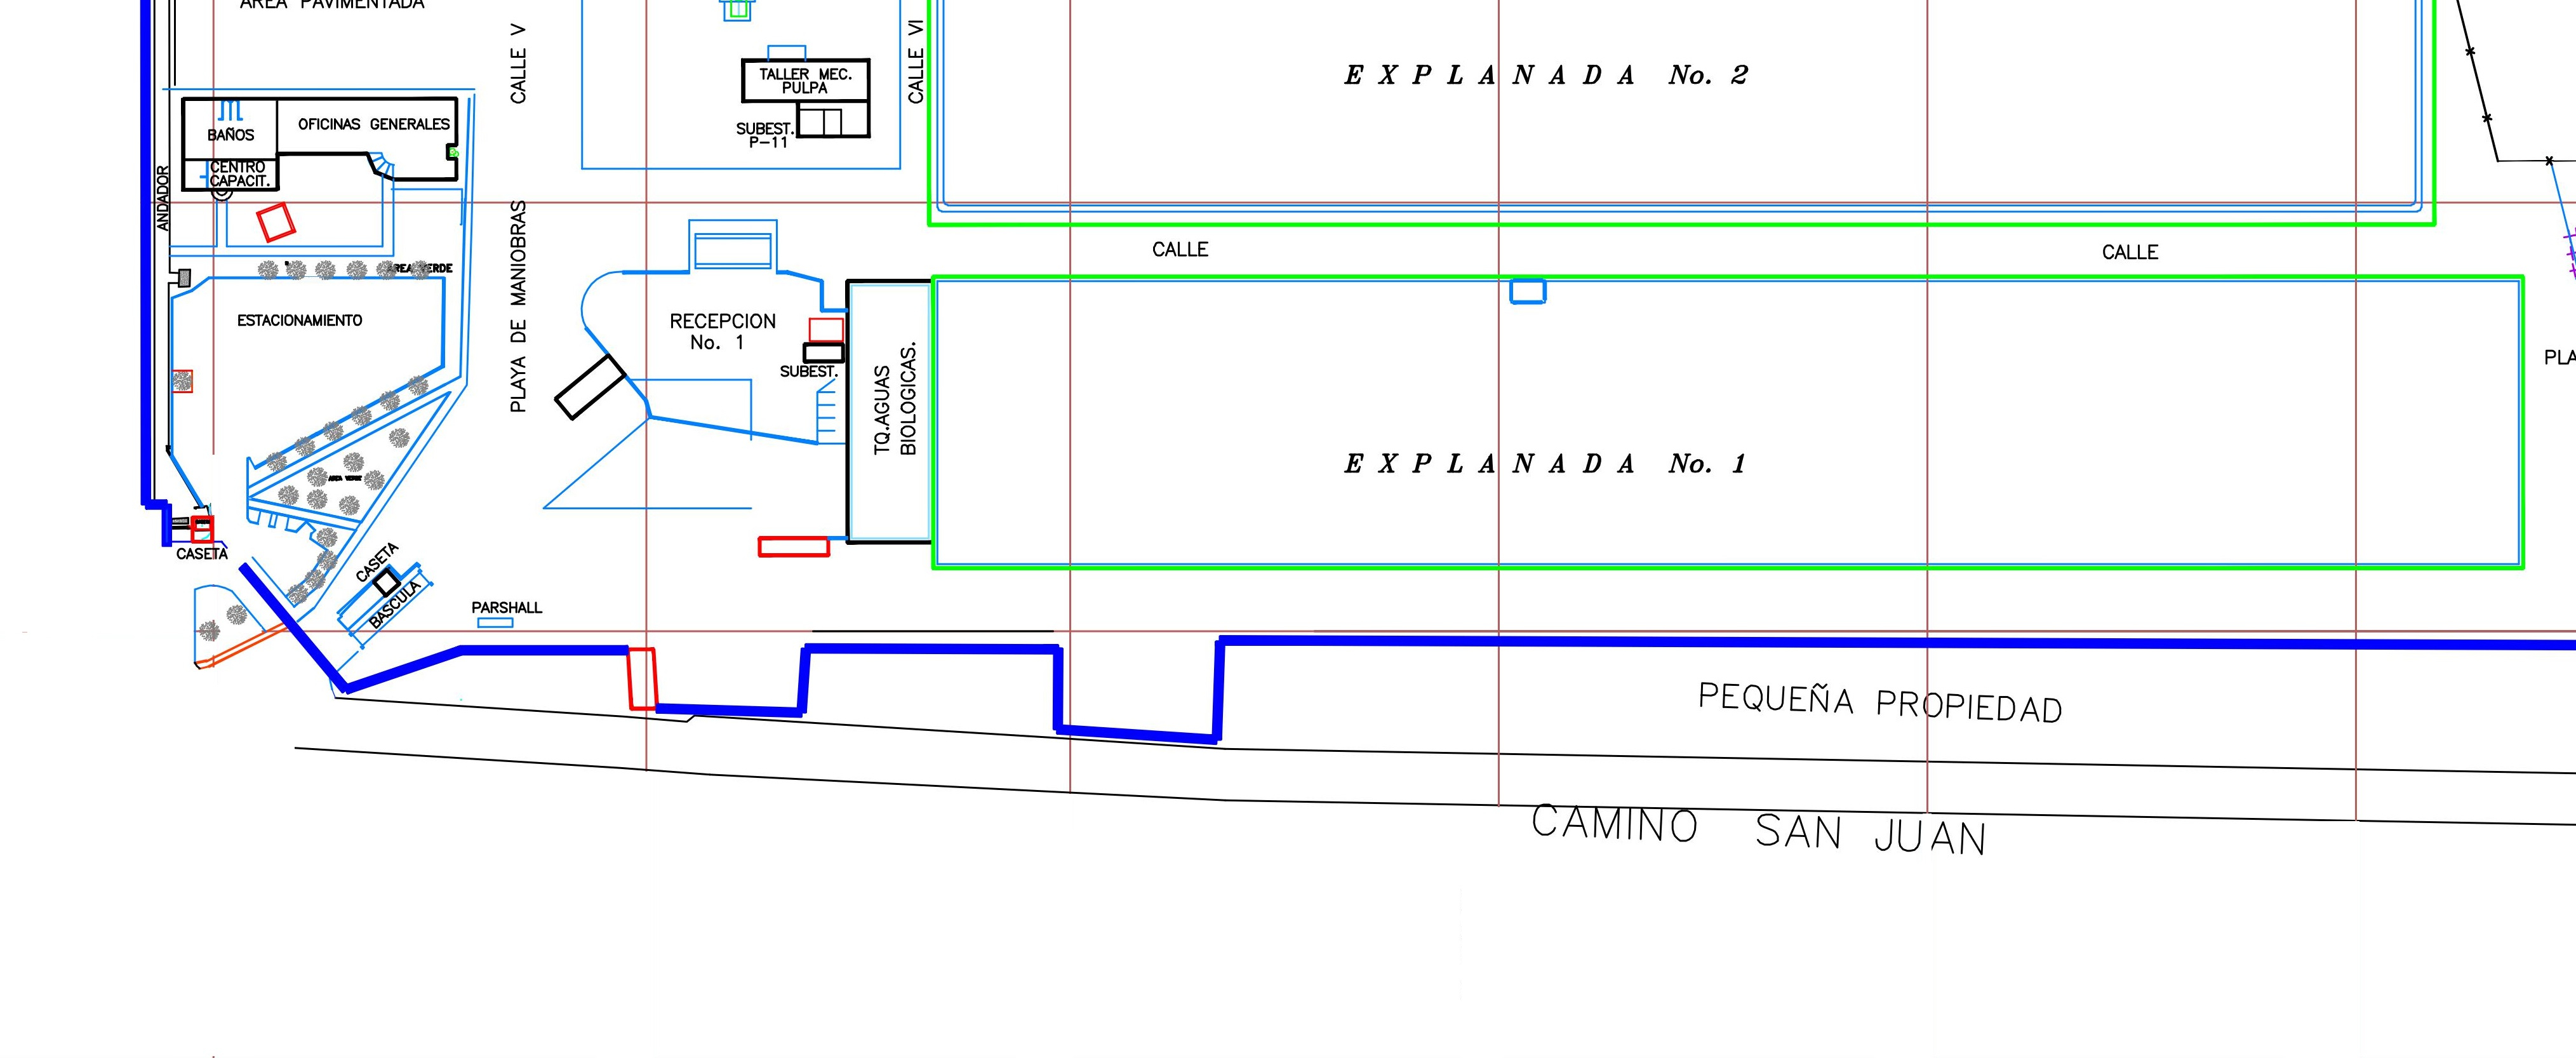 AREA PAVIMENTADA
CALLE V
CALLE VI
TALLER MEC.
PULPA
SUBEST.
P-11
E X P L A N A D A No. 2
BAÑOS
OFICINAS GENERALES
CENTRO
CAPACIT.
ANDADOR
PLAYA DE MANIOBRAS
CALLE
CALLE
AREA VERDE
ESTACIONAMIENTO
RECEPCION
No. 1
SUBEST.
TQ.AGUAS
BIOLOGICAS.
PLA
E X P L A N A D A No. 1
AREA VERDE
CASETA
CASETA
BASCULA
PARSHALL
PEQUEÑA PROPIEDAD
CAMINO SAN JUAN